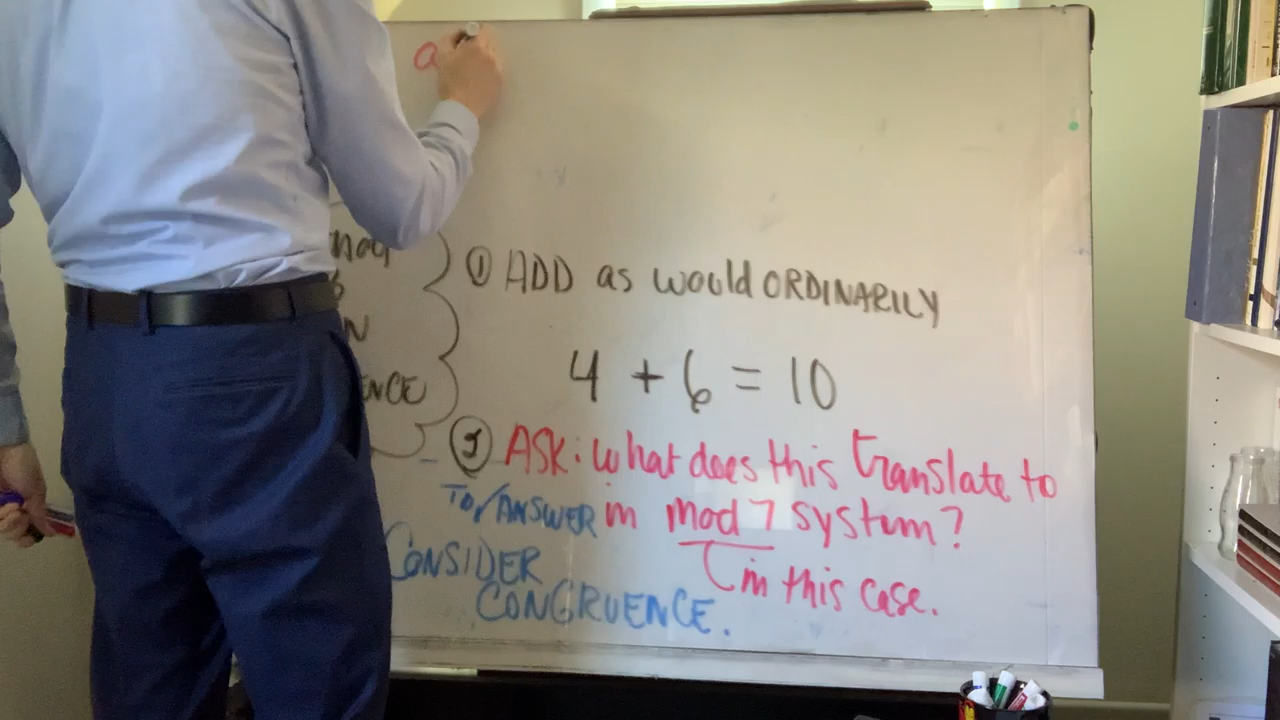 a
① ADD as would ORDINARILY
4 + 6 = 10
② ASK: what does this translate to
TO ANSWER in mod 7 system?
CONSIDER in this case.
CONGRUENCE.